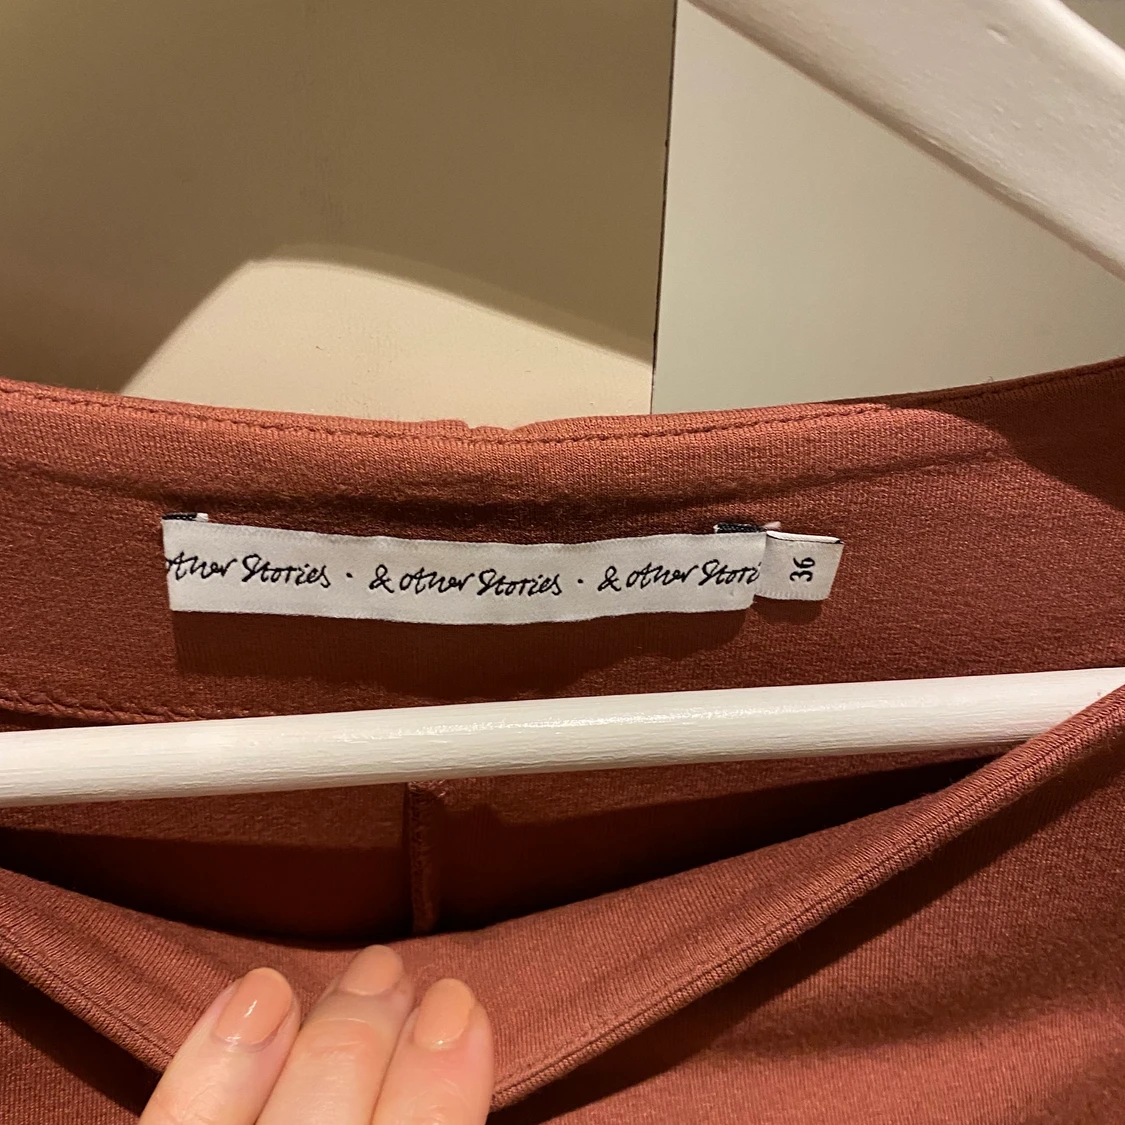 other Stories · & other Stories · & other Stori
36